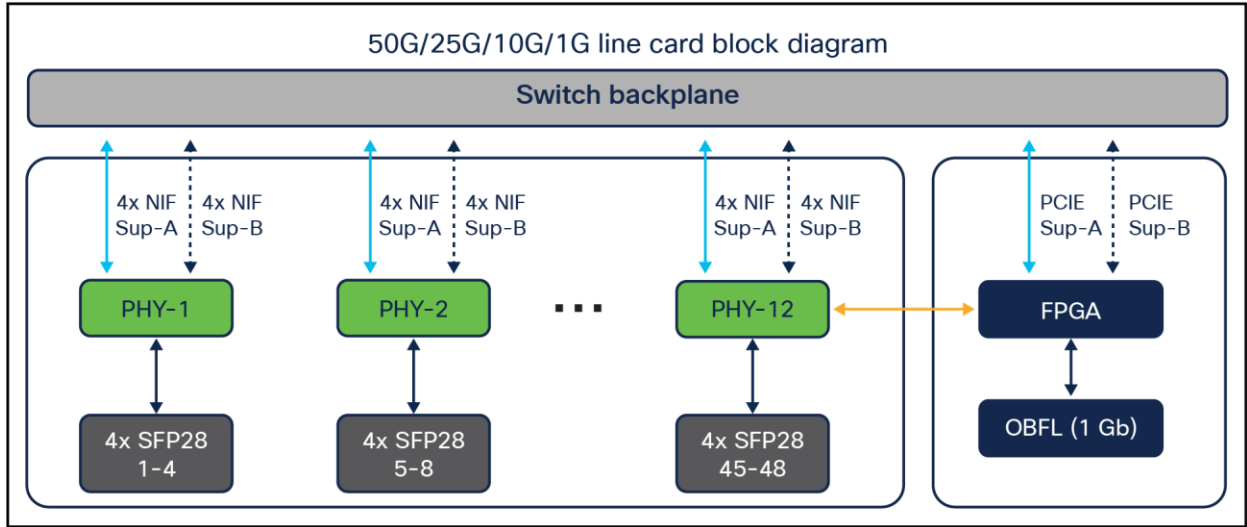 50G/25G/10G/1G line card block diagram
Switch backplane
4x NIF
Sup-A
4x NIF
Sup-B
4x NIF
Sup-A
4x NIF
Sup-B
4x NIF
Sup-A
4x NIF
Sup-B
PCIE
Sup-A
PCIE
Sup-B
PHY-1
PHY-2
...
PHY-12
FPGA
4x SFP28
1-4
4x SFP28
5-8
4x SFP28
45-48
OBFL (1 Gb)